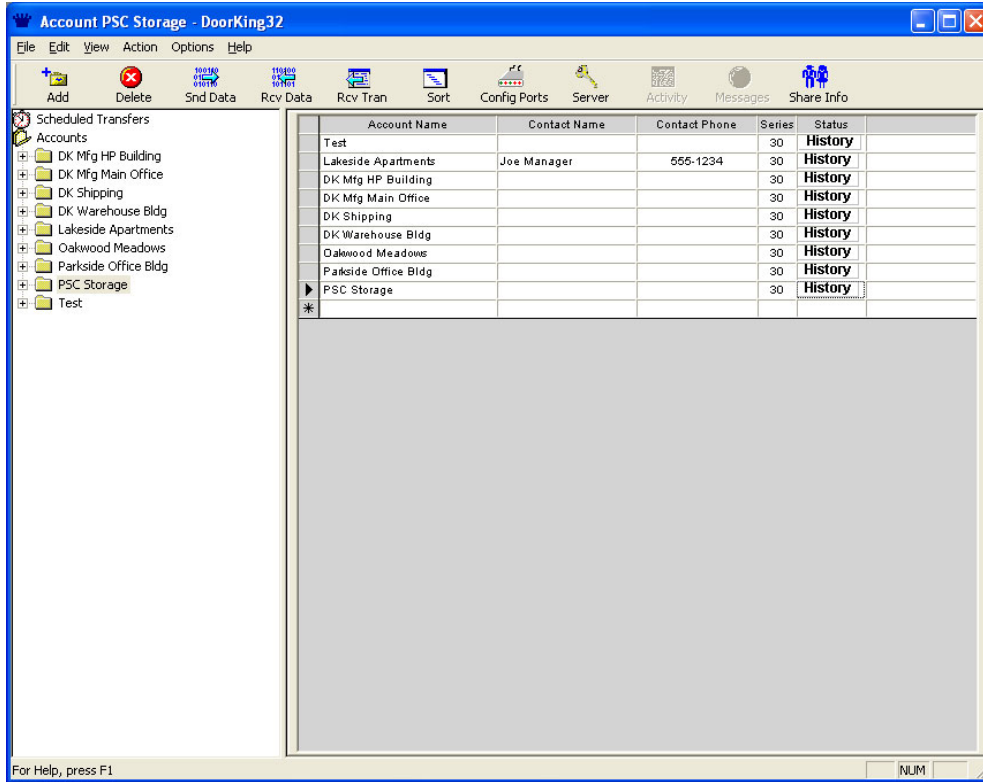 Account PSC Storage - DoorKing32
File Edit View Action Options Help
Add Delete Snd Data Rcv Data Rcv Tran Sort Config Ports Server Activity Messages Share Info
Scheduled Transfers
Accounts
DK Mfg HP Building
DK Mfg Main Office
DK Shipping
DK Warehouse Bldg
Lakeside Apartments
Oakwood Meadows
Parkside Office Bldg
PSC Storage
Test
Account Name Contact Name Contact Phone Series Status
Test 30 History
Lakeside Apartments Joe Manager 555-1234 30 History
DK Mfg HP Building 30 History
DK Mfg Main Office 30 History
DK Shipping 30 History
DK Warehouse Bldg 30 History
Oakwood Meadows 30 History
Parkside Office Bldg 30 History
PSC Storage 30 History
For Help, press F1 NUM